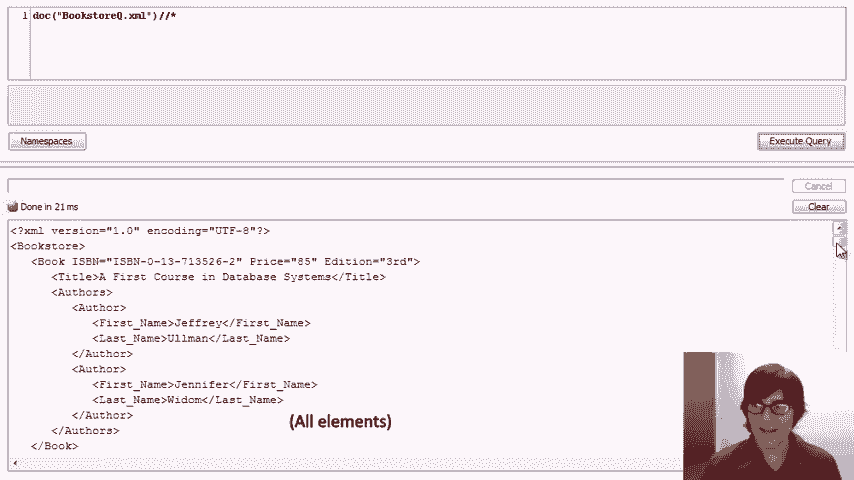 1 doc("BookstoreQ.xml")//*
Namespaces
Execute Query
Cancel
Done in 21 ms
Clear
<?xml version="1.0" encoding="UTF-8"?>
<Bookstore>
<Book ISBN="ISBN-0-13-713526-2" Price="85" Edition="3rd">
<Title>A First Course in Database Systems</Title>
<Authors>
<Author>
<First_Name>Jeffrey</First_Name>
<Last_Name>Ullman</Last_Name>
</Author>
<Author>
<First_Name>Jennifer</First_Name>
<Last_Name>Widom</Last_Name>
</Author>
(All elements)
</Authors>
</Book>